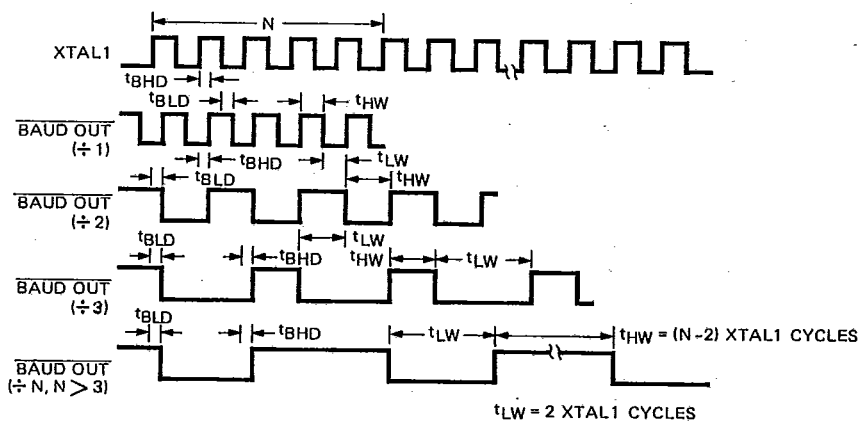 N
XTAL1
tBHD
tBLD
tHW
BAUD OUT
(÷1)
tBHD
tLW
tBLD
tHW
BAUD OUT
(÷2)
tLW
tBLD
tBHD
tHW
tLW
BAUD OUT
(÷3)
tBLD
tBHD
tLW
tHW = (N-2) XTAL1 CYCLES
BAUD OUT
(÷ N, N > 3)
tLW = 2 XTAL1 CYCLES